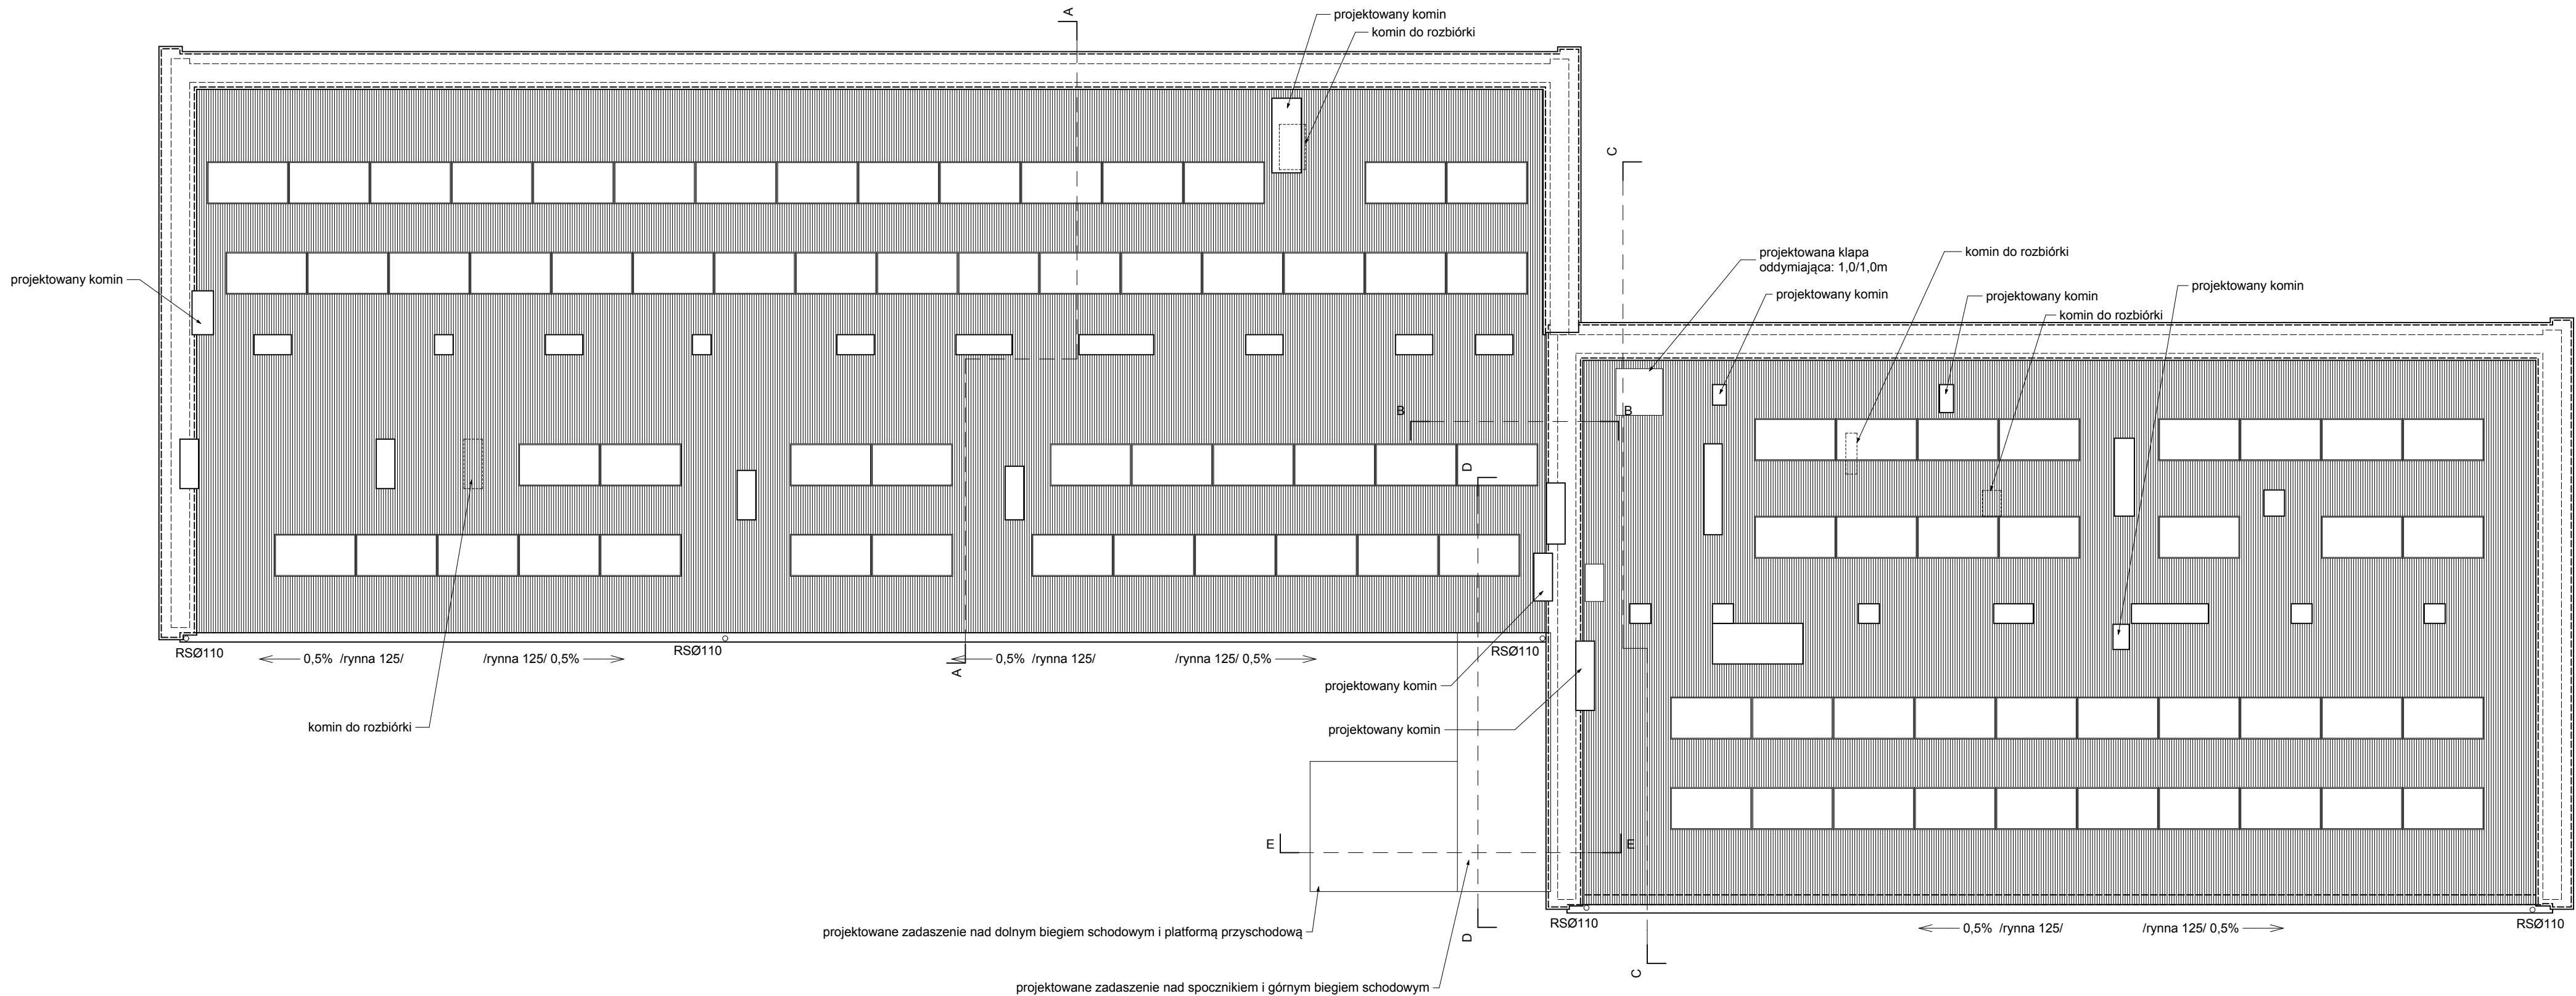 A
projektowany komin
komin do rozbiórki
C
projektowana klapa
oddymiająca: 1,0/1,0m
komin do rozbiórki
projektowany komin
projektowany komin
projektowany komin
projektowany komin
komin do rozbiórki
B
B
D
RSØ110
0,5% /rynna 125/
/rynna 125/ 0,5%
RSØ110
A
0,5% /rynna 125/
/rynna 125/ 0,5%
RSØ110
projektowany komin
komin do rozbiórki
projektowany komin
E
E
RSØ110
0,5% /rynna 125/
/rynna 125/ 0,5%
RSØ110
projektowane zadaszenie nad dolnym biegiem schodowym i platformą przyschodową
D
C
projektowane zadaszenie nad spocznikiem i górnym biegiem schodowym